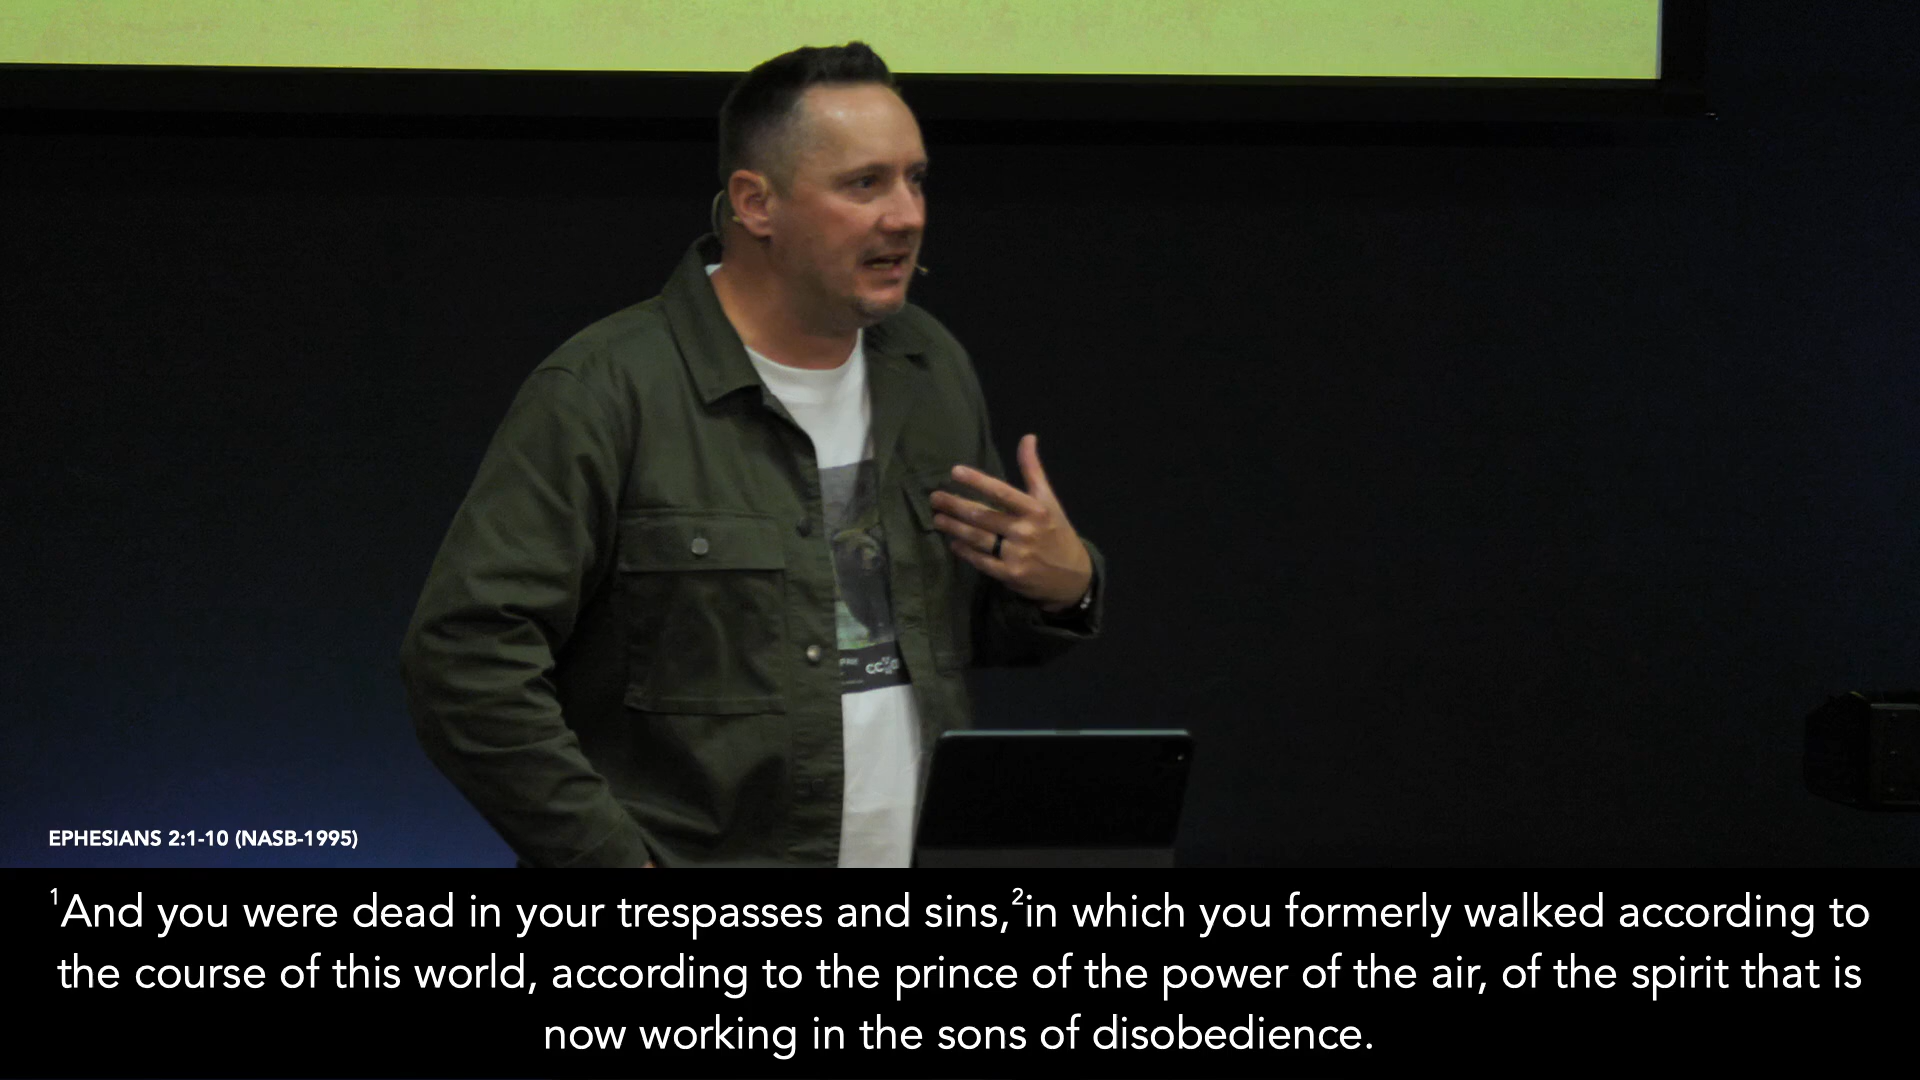 EPHESIANS 2:1-10 (NASB-1995)
¹And you were dead in your trespasses and sins,²in which you formerly walked according to
the course of this world, according to the prince of the power of the air, of the spirit that is
now working in the sons of disobedience.